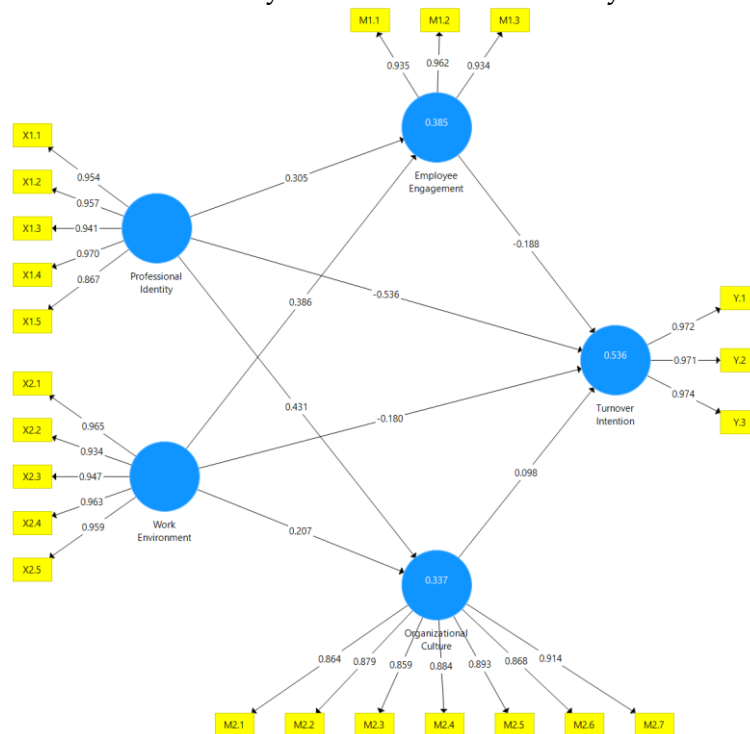 M1.1 M1.2 M1.3
0.935 0.962 0.934
0.385
Employee
Engagement
X1.1
X1.2
X1.3
X1.4
X1.5
0.954
0.957
0.941
0.970
0.867
Professional
Identity
0.305
0.386
-0.536
-0.188
0.431
-0.180
0.207
0.098
X2.1
X2.2
X2.3
X2.4
X2.5
0.965
0.934
0.947
0.963
0.959
Work
Environment
0.536
Turnover
Intention
0.972
0.971
0.974
Y.1
Y.2
Y.3
0.337
Organizational
Culture
0.864 0.879 0.859 0.884 0.893 0.868 0.914
M2.1 M2.2 M2.3 M2.4 M2.5 M2.6 M2.7